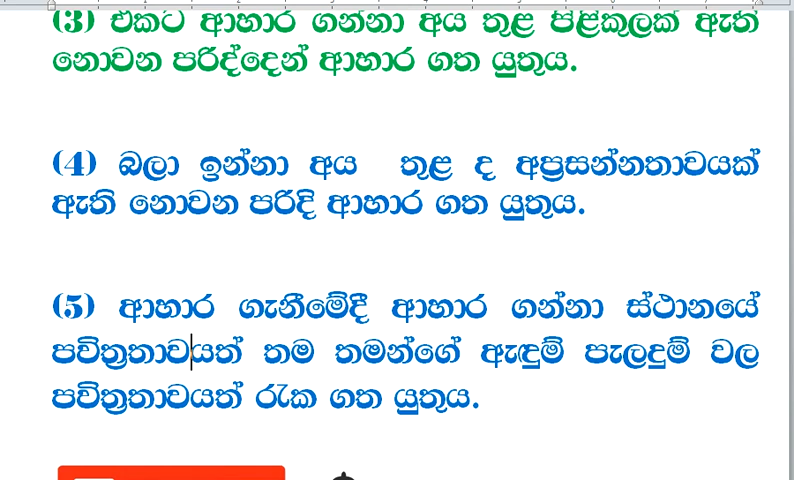 (3) එකට ආහාර ගන්නා අය තුළ පිළිකුලක් ඇති
නොවන පරිද්දෙන් ආහාර ගත යුතුය.
(4) බලා ඉන්නා අය තුළ ද අප්‍රසන්නතාවයක්
ඇති නොවන පරිදි ආහාර ගත යුතුය.
(5) ආහාර ගැනීමේදී ආහාර ගන්නා ස්ථානයේ
පවිත්‍රතාවයත් තම තමන්ගේ ඇඳුම් පැලඳුම් වල
පවිත්‍රතාවයත් රැක ගත යුතුය.